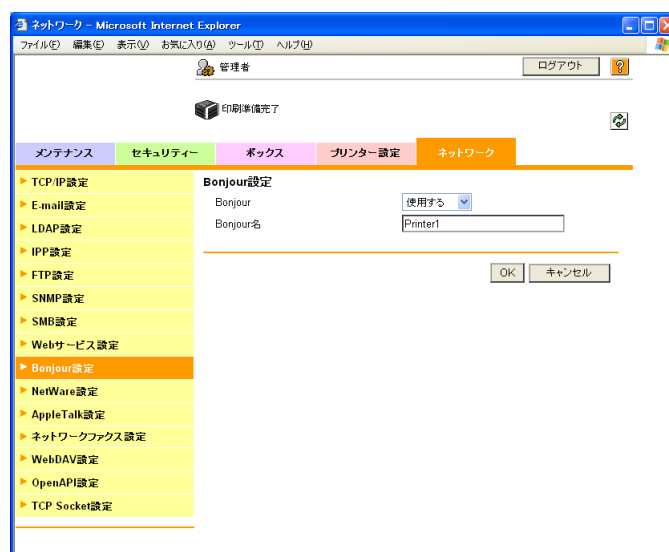 ネットワーク - Microsoft Internet Explorer
ファイル(F) 編集(E) 表示(V) お気に入り(A) ツール(T) ヘルプ(H)
管理者
ログアウト
?
印刷準備完了
メンテナンス セキュリティー ボックス プリンター設定 ネットワーク
TCP/IP設定
E-mail設定
LDAP設定
IPP設定
FTP設定
SNMP設定
SMB設定
Webサービス設定
Bonjour設定
NetWare設定
AppleTalk設定
ネットワークファクス設定
WebDAV設定
OpenAPI設定
TCP Socket設定
Bonjour設定
Bonjour 使用する
Bonjour名 Printer1
OK キャンセル